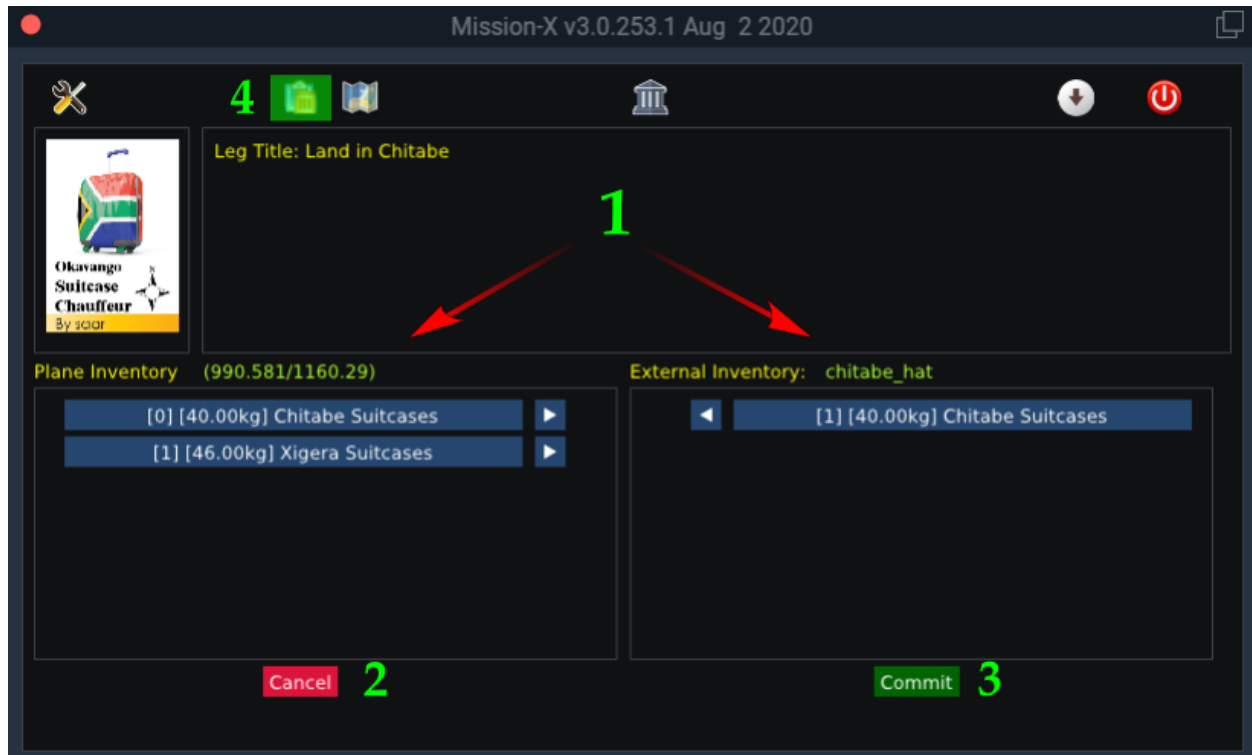 Mission-X v3.0.253.1 Aug 2 2020
4
Leg Title: Land in Chitabe
1
Okavango
Suitcase
Chauffeur
N
By saar
Plane Inventory (990.581/1160.29)
External Inventory: chitabe_hat
[0] [40.00kg] Chitabe Suitcases
[1] [40.00kg] Chitabe Suitcases
[1] [46.00kg] Xigera Suitcases
Cancel 2
Commit 3